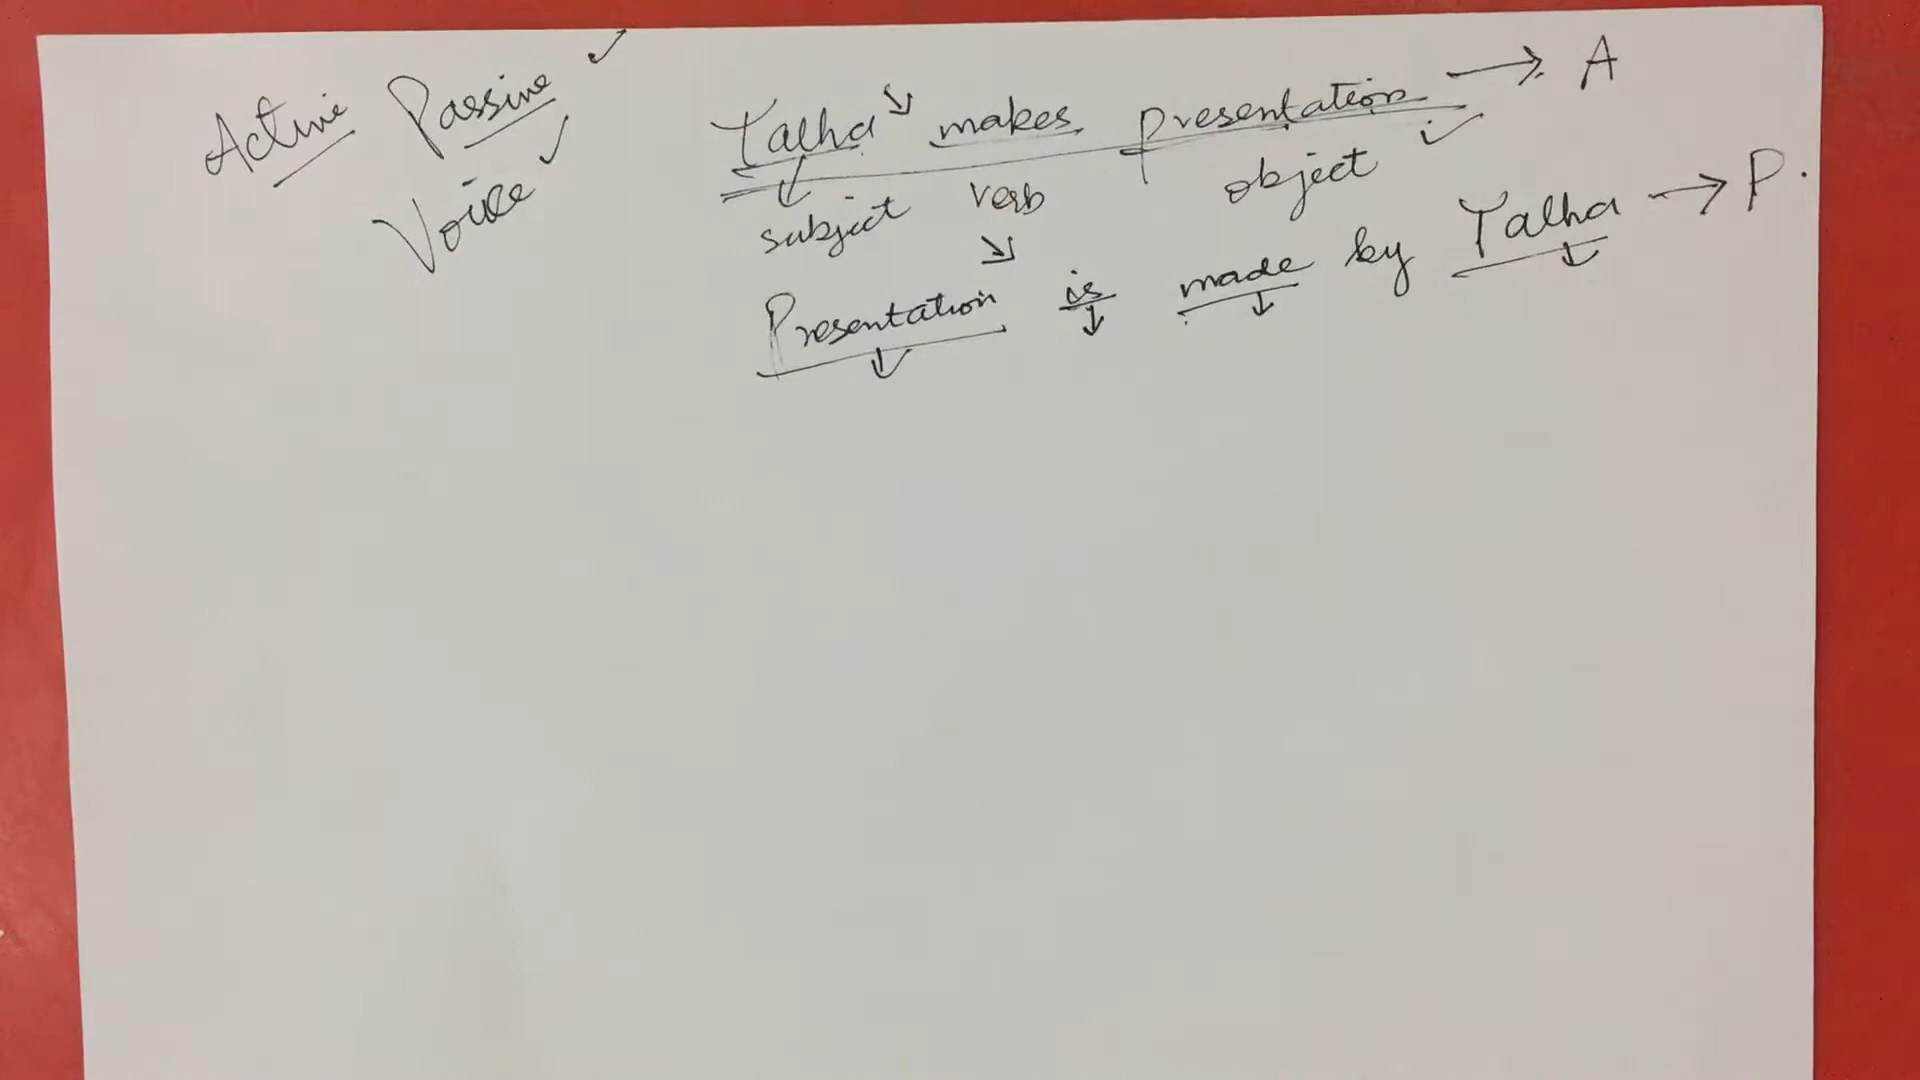 Active Passive
Voice
Talha makes presentation → A
subject verb object
Presentation is made by Talha → P.